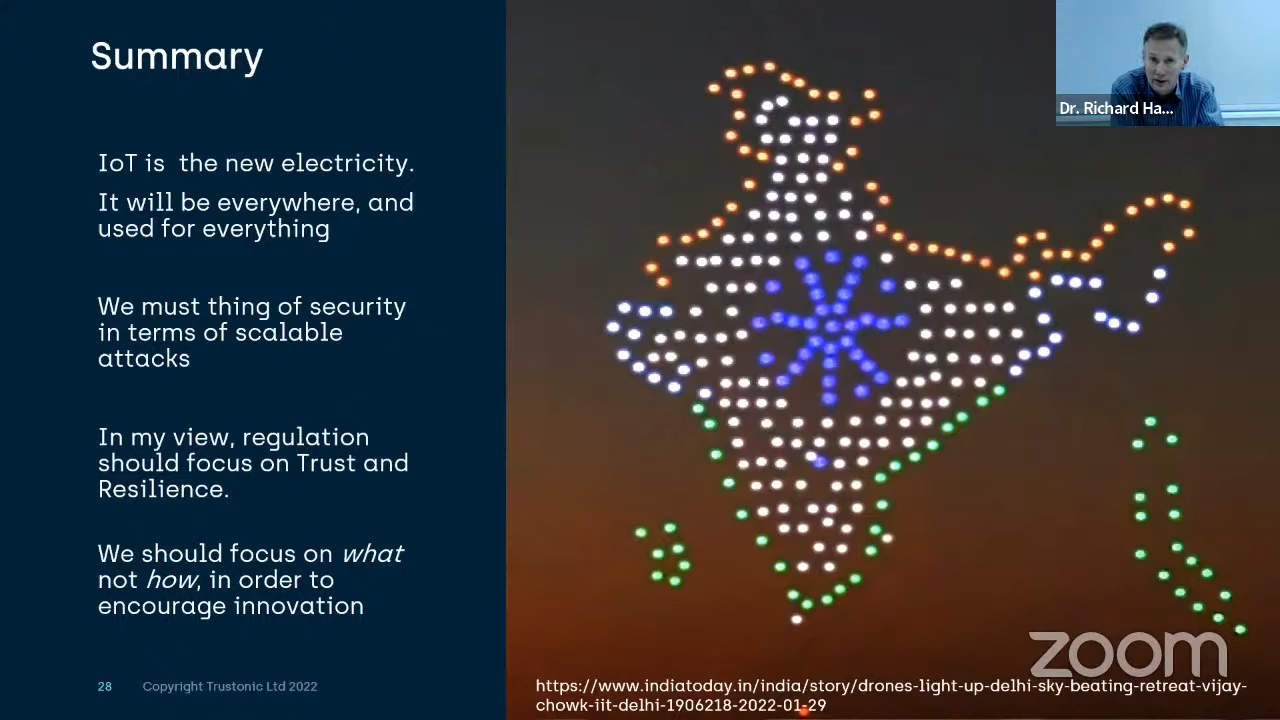 Summary
IoT is the new electricity.
It will be everywhere, and
used for everything
We must thing of security
in terms of scalable
attacks
In my view, regulation
should focus on Trust and
Resilience.
We should focus on what
not how, in order to
encourage innovation
28 Copyright Trustonic Ltd 2022
Dr. Richard Ha...
zoom
https://www.indiatoday.in/india/story/drones-light-up-delhi-sky-beating-retreat-vijay-
chowk-iit-delhi-1906218-2022-01-29